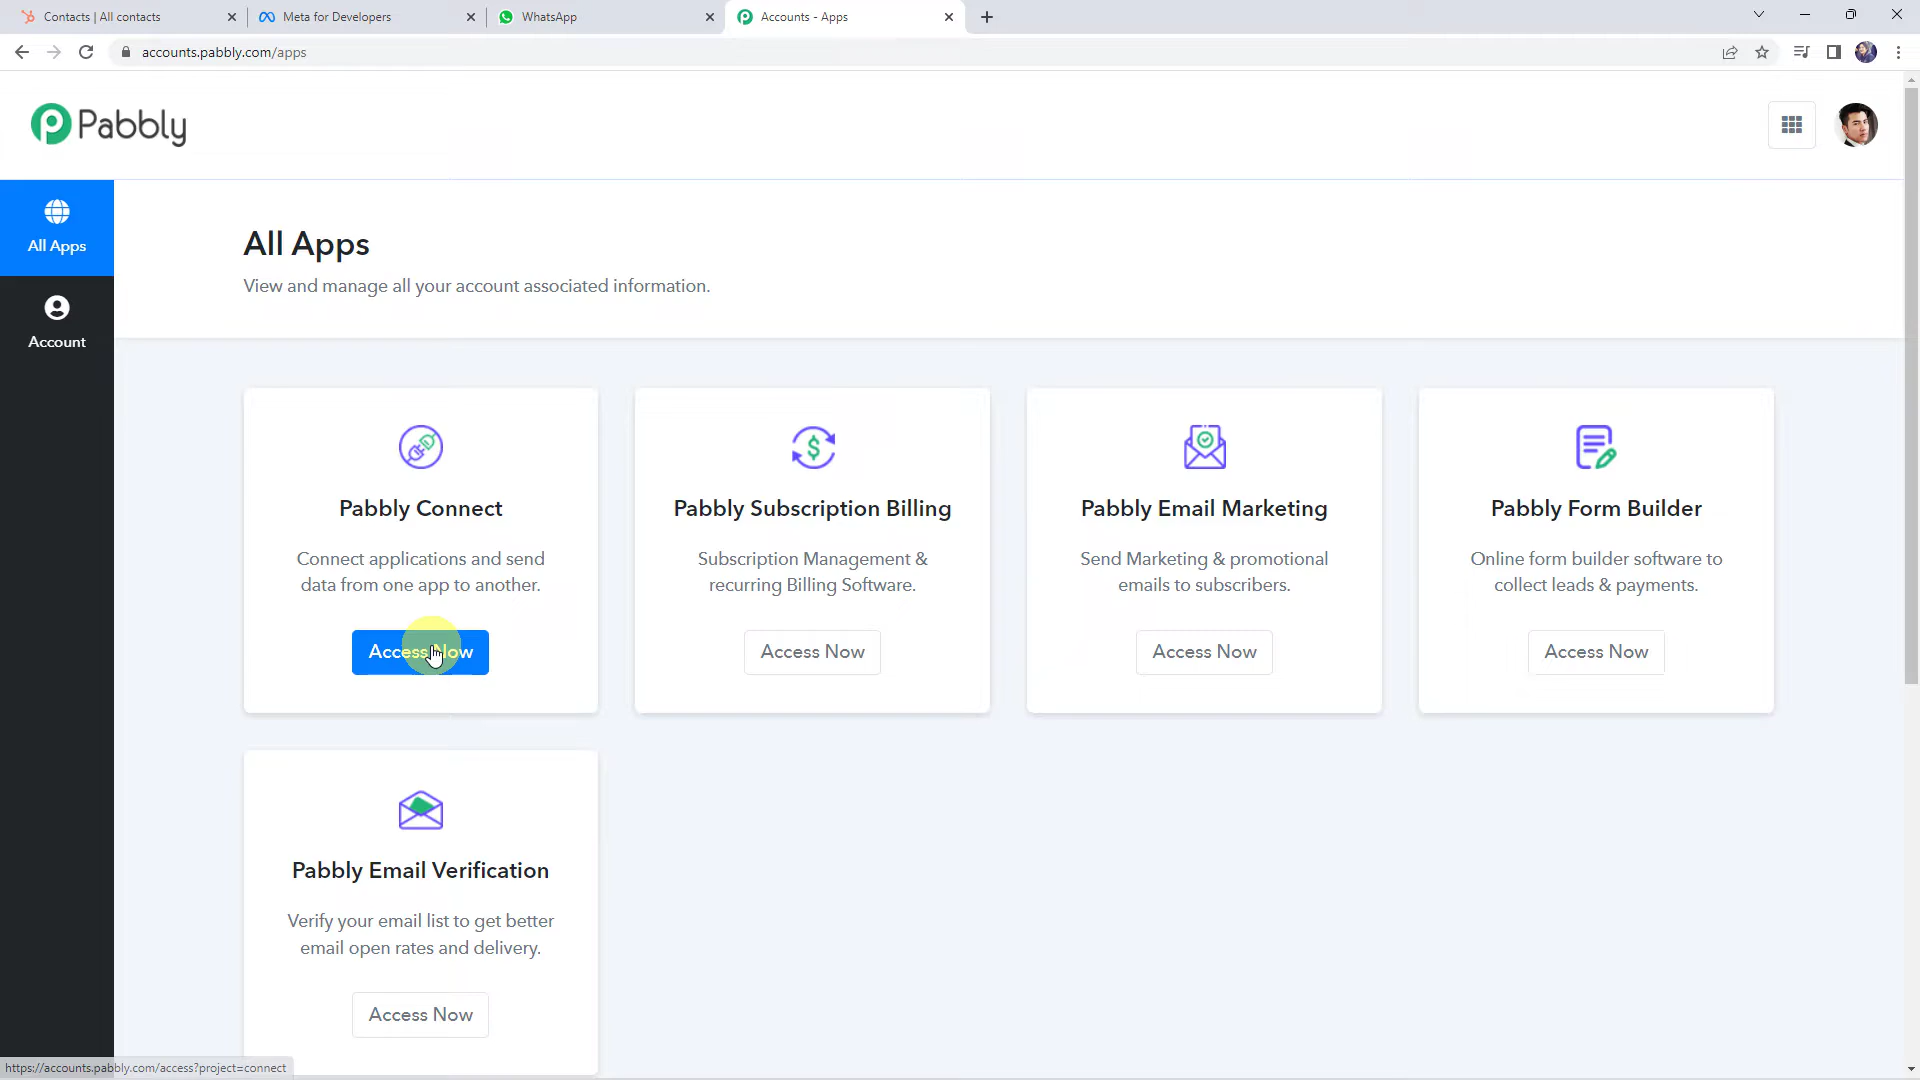 Contacts | All contacts
Meta for Developers
WhatsApp
Accounts - Apps
accounts.pabbly.com/apps
Pabbly
All Apps
Account
All Apps
View and manage all your account associated information.
Pabbly Connect
Connect applications and send
data from one app to another.
Access Now
Pabbly Subscription Billing
Subscription Management &
recurring Billing Software.
Access Now
Pabbly Email Marketing
Send Marketing & promotional
emails to subscribers.
Access Now
Pabbly Form Builder
Online form builder software to
collect leads & payments.
Access Now
Pabbly Email Verification
Verify your email list to get better
email open rates and delivery.
Access Now
https://accounts.pabbly.com/access?project=connect